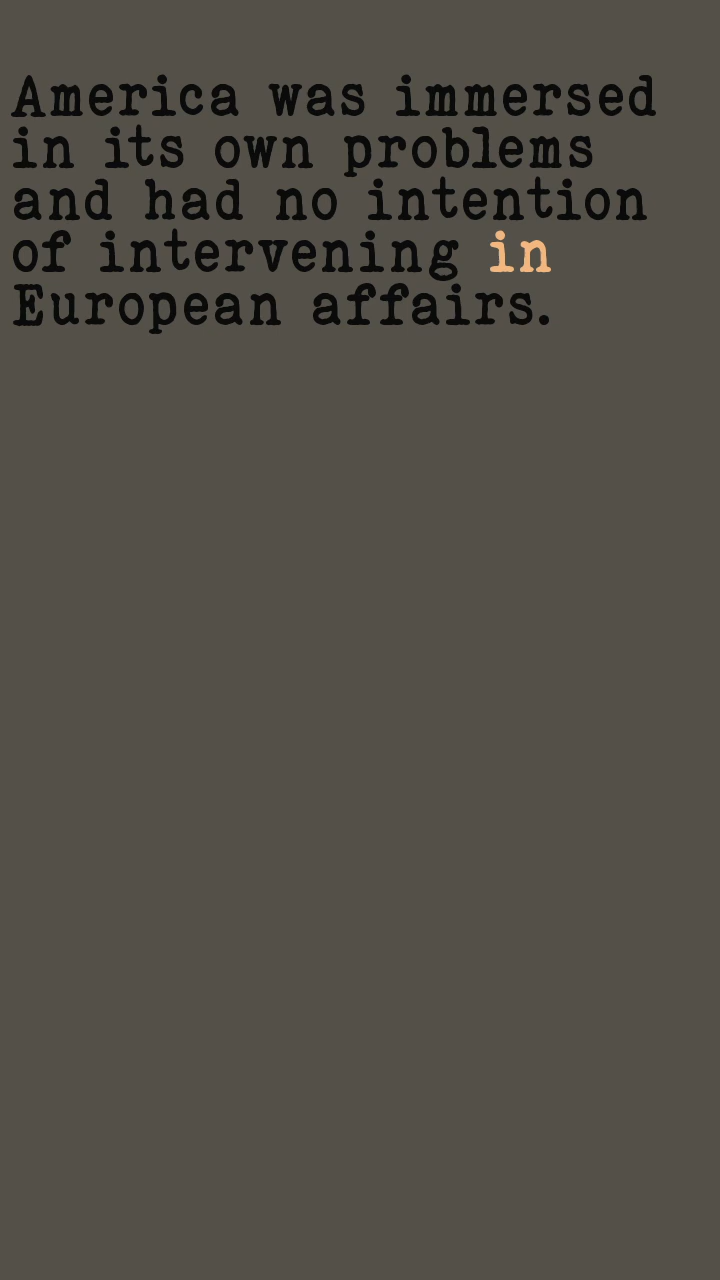 America was immersed
in its own problems
and had no intention
of intervening in
European affairs.